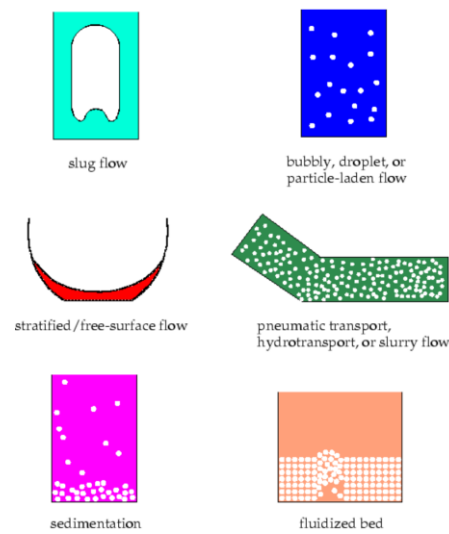 slug flow
bubbly, droplet, or
particle-laden flow
stratified/free-surface flow
pneumatic transport,
hydrotransport, or slurry flow
sedimentation
fluidized bed